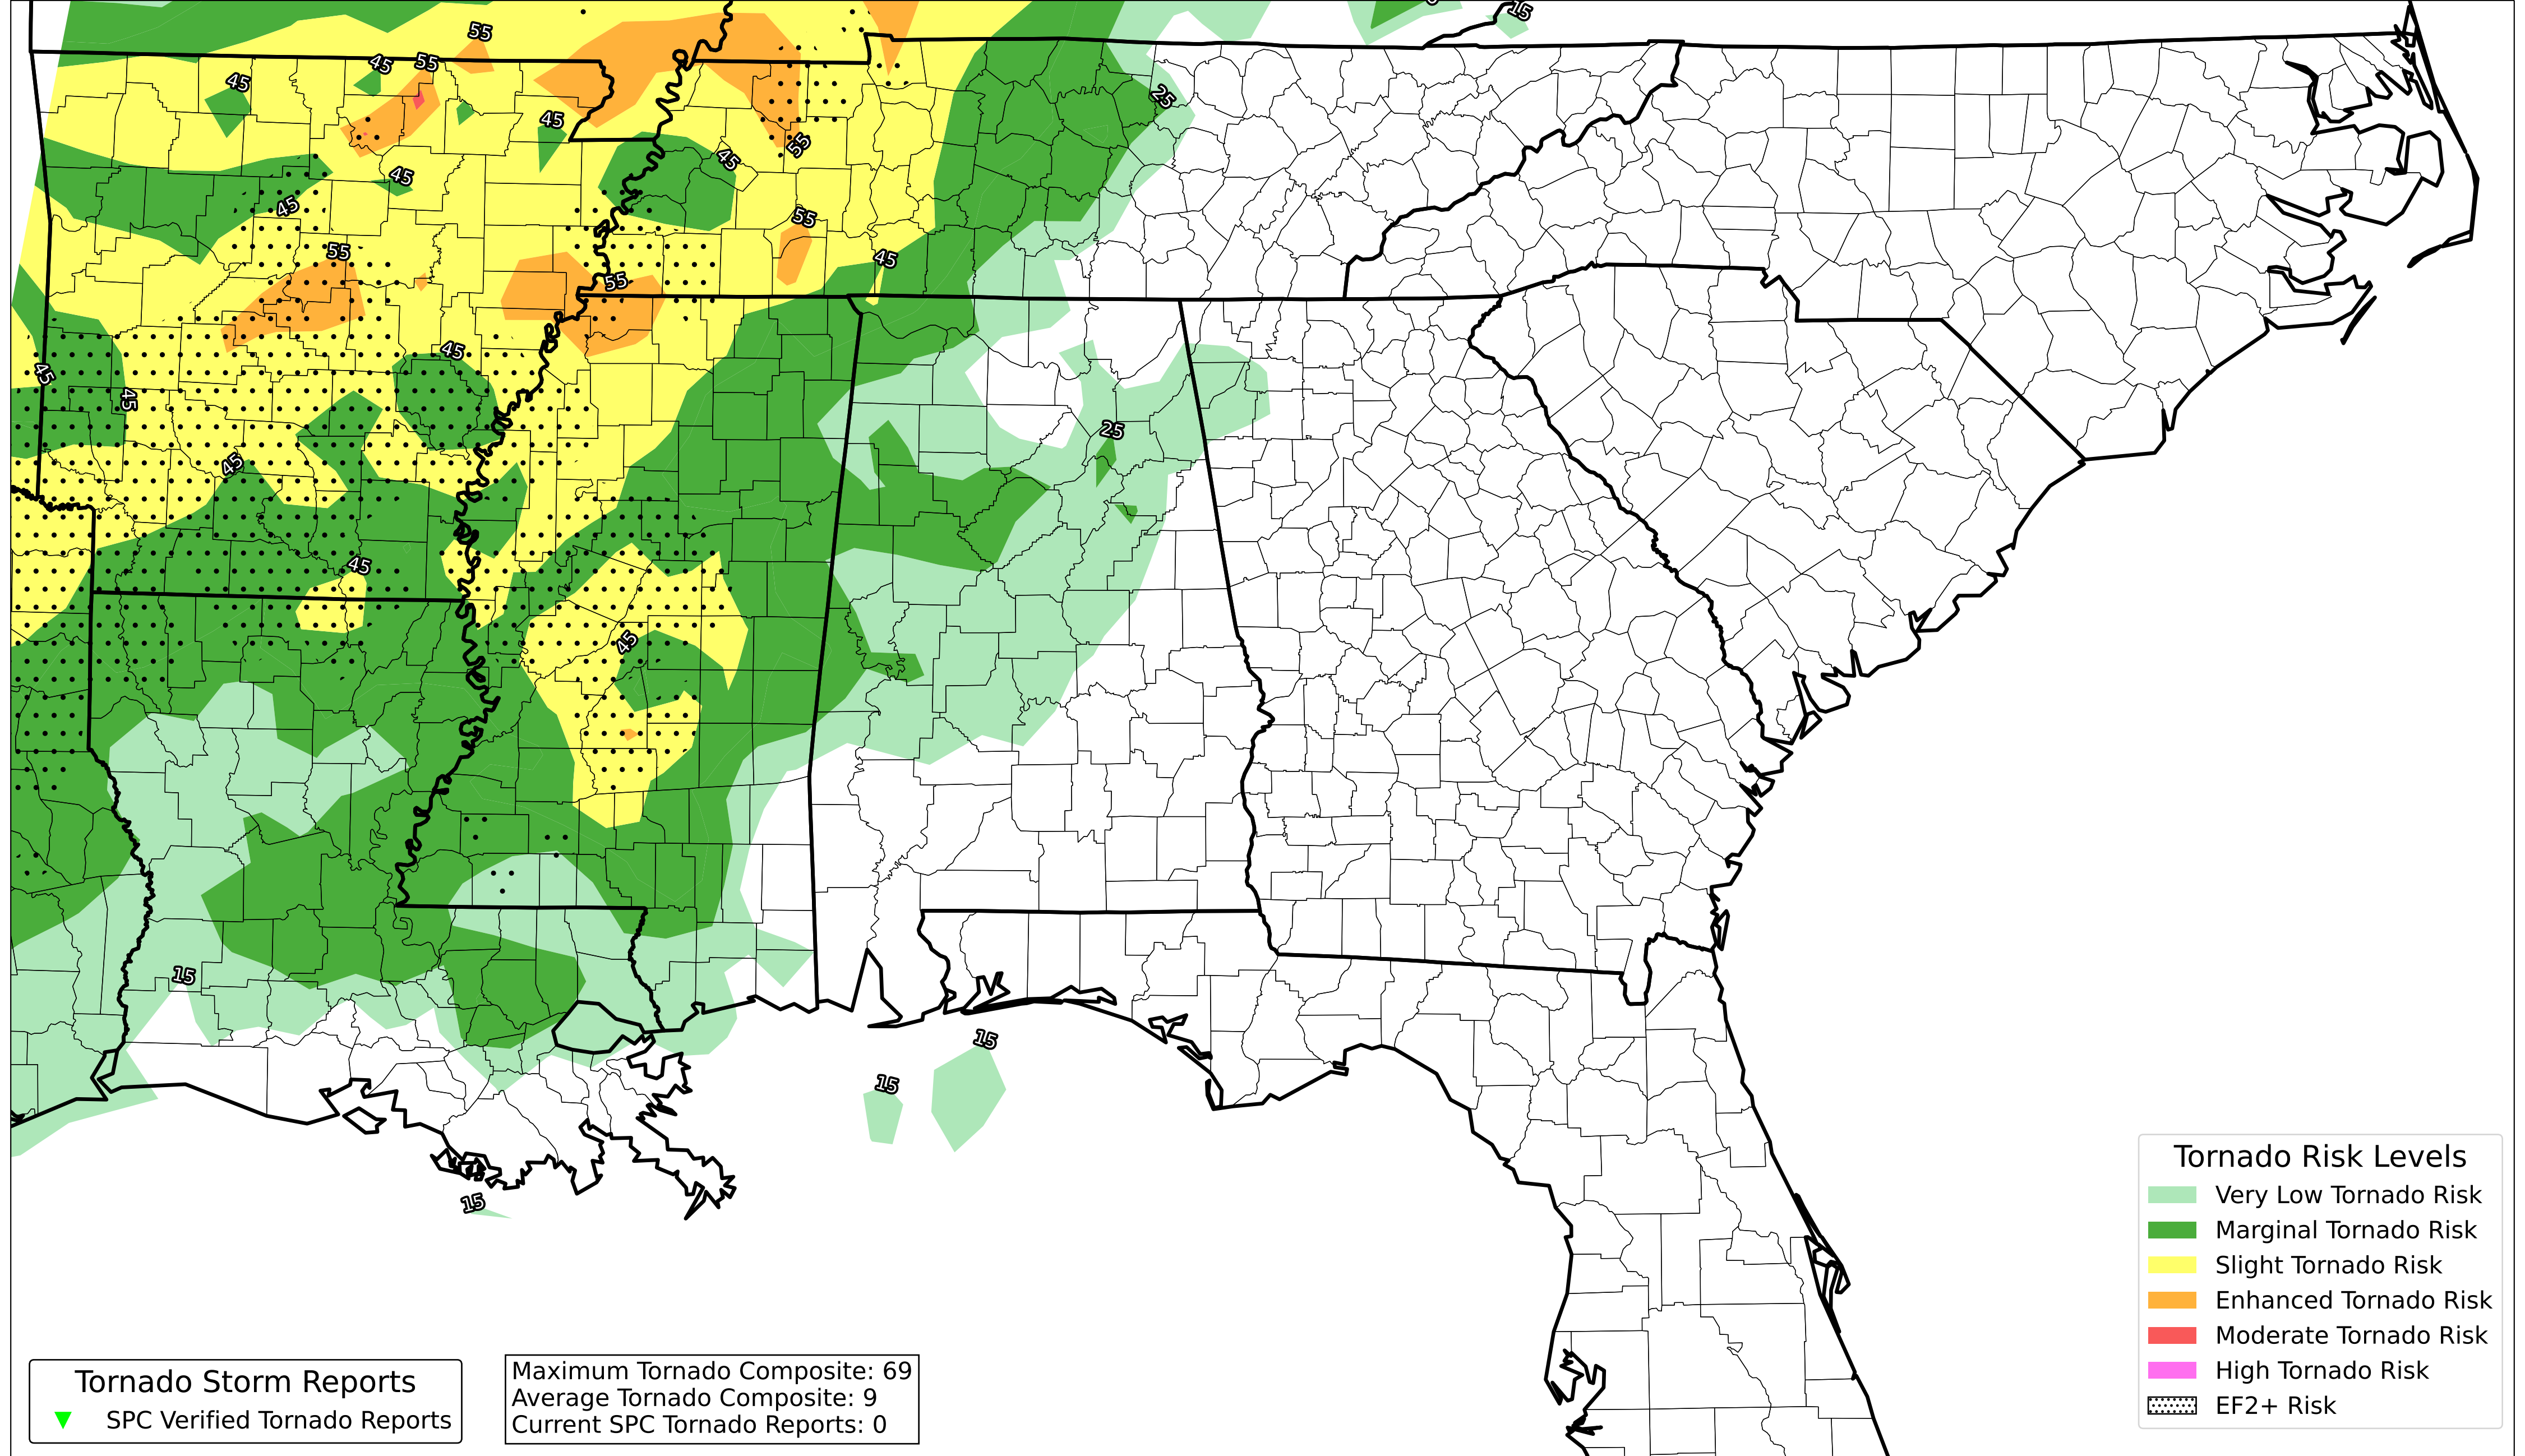 15
55
45
55
45
25
45
45
55
45
45
55
45
55
45
55
45
45
45
25
45
45
45
15
15
15
15
Tornado Risk Levels
Very Low Tornado Risk
Marginal Tornado Risk
Slight Tornado Risk
Enhanced Tornado Risk
Moderate Tornado Risk
High Tornado Risk
EF2+ Risk
Tornado Storm Reports
SPC Verified Tornado Reports
Maximum Tornado Composite: 69
Average Tornado Composite: 9
Current SPC Tornado Reports: 0